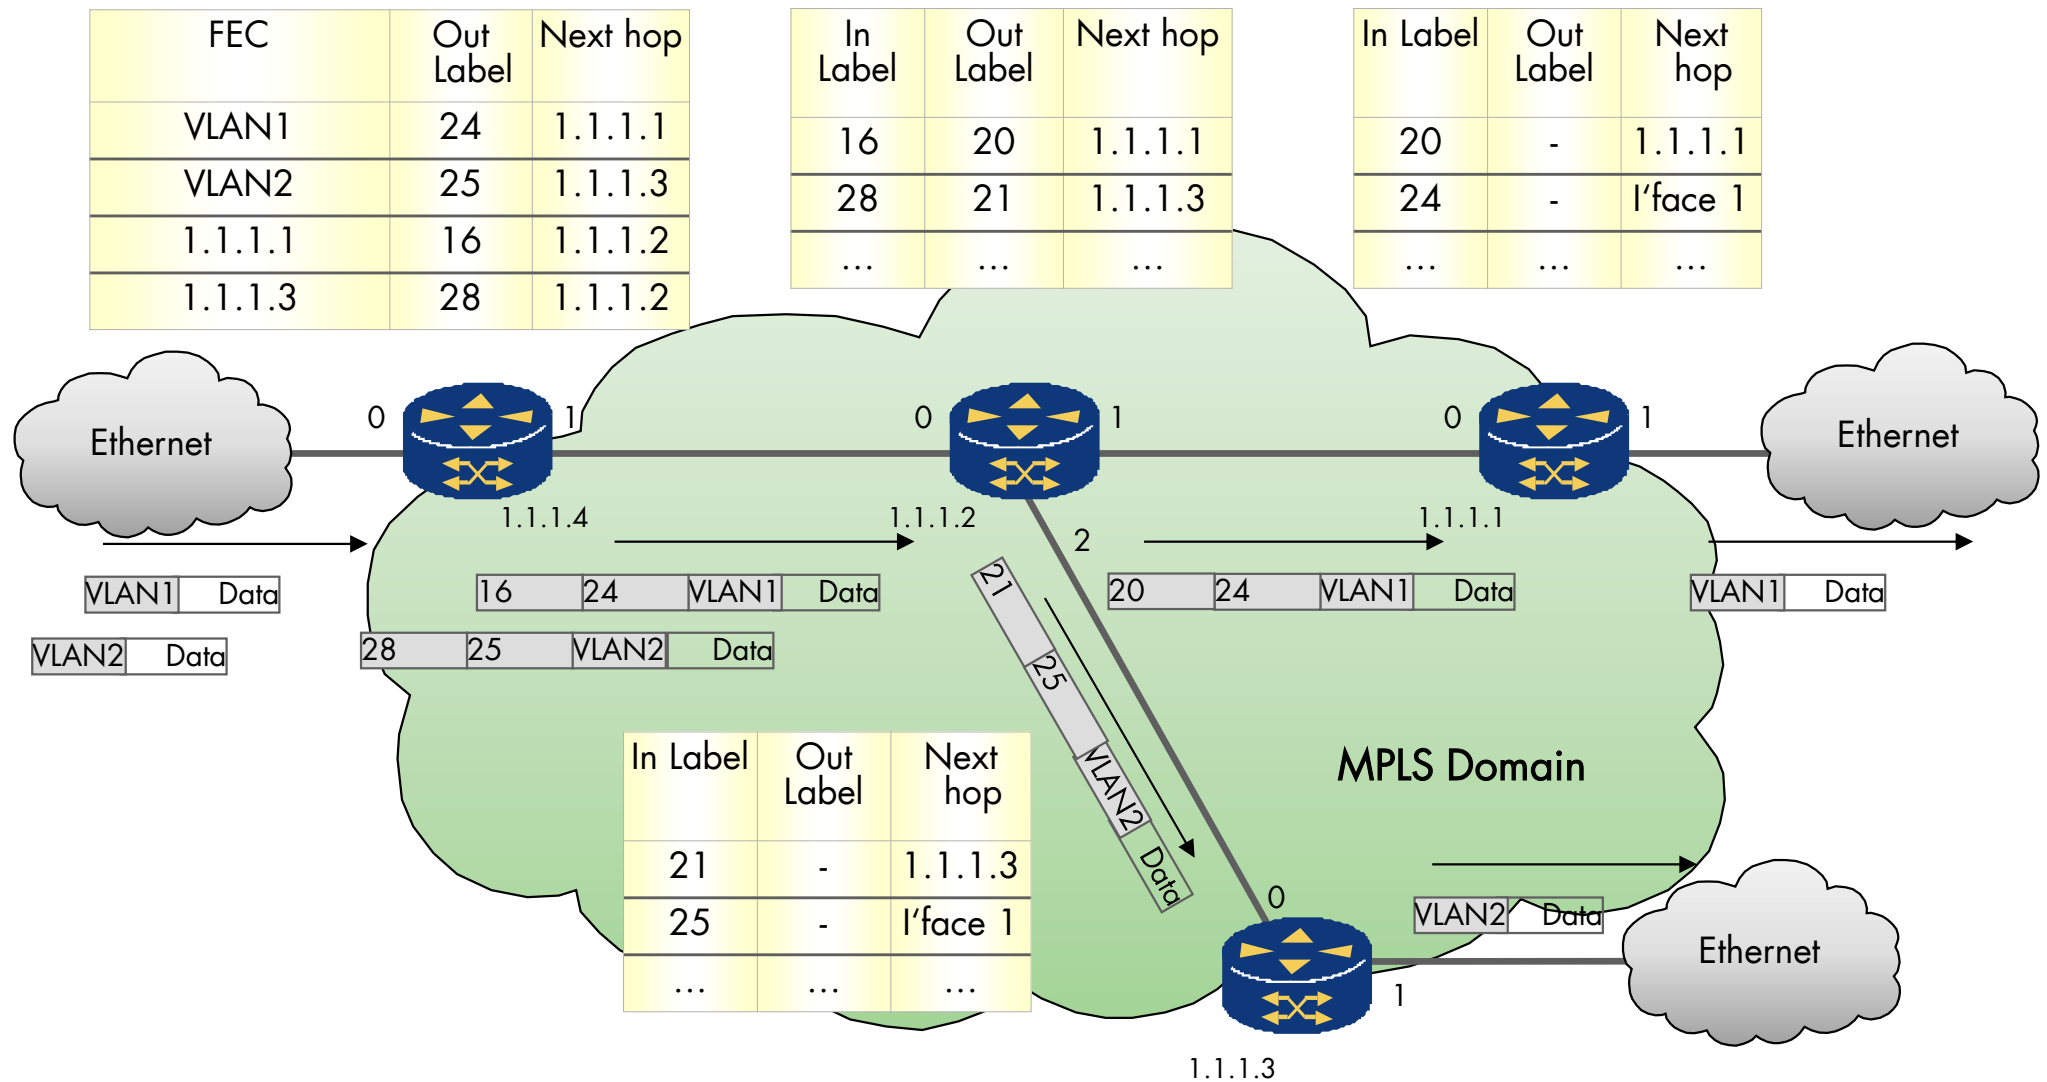 FEC Out Label Next hop
VLAN1 24 1.1.1.1
VLAN2 25 1.1.1.3
1.1.1.1 16 1.1.1.2
1.1.1.3 28 1.1.1.2
In Label Out Label Next hop
16 20 1.1.1.1
28 21 1.1.1.3
... ... ...
In Label Out Label Next hop
20 - 1.1.1.1
24 - I‘face 1
... ... ...
Ethernet
0
1
0
1
0
1
Ethernet
1.1.1.4
1.1.1.2
1.1.1.1
2
VLAN1 Data
16 24 VLAN1 Data
20 24 VLAN1 Data
VLAN1 Data
VLAN2 Data
28 25 VLAN2 Data
21 25 VLAN2 Data
In Label Out Label Next hop
21 - 1.1.1.3
25 - I‘face 1
... ... ...
MPLS Domain
0
VLAN2 Data
Ethernet
1
1.1.1.3